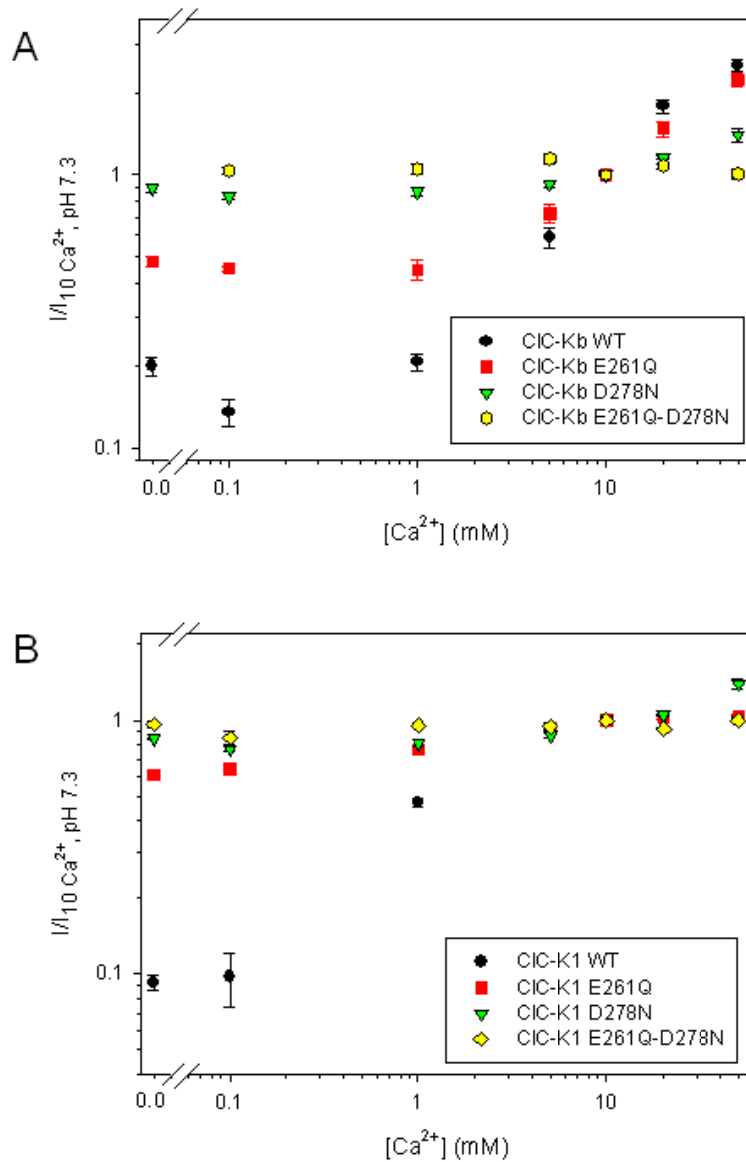 A
1
0.1
I/I10 Ca2+, pH 7.3
ClC-Kb WT
ClC-Kb E261Q
ClC-Kb D278N
ClC-Kb E261Q-D278N
0.0 0.1 1 10
[Ca2+] (mM)
B
1
0.1
I/I10 Ca2+, pH 7.3
ClC-K1 WT
ClC-K1 E261Q
ClC-K1 D278N
ClC-K1 E261Q-D278N
0.0 0.1 1 10
[Ca2+] (mM)